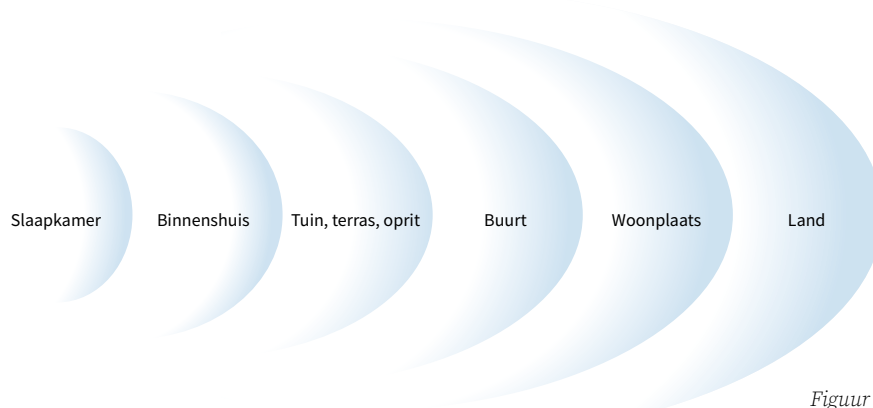 Slaapkamer Binnenshuis Tuin, terras, oprit Buurt Woonplaats Land
Figuur